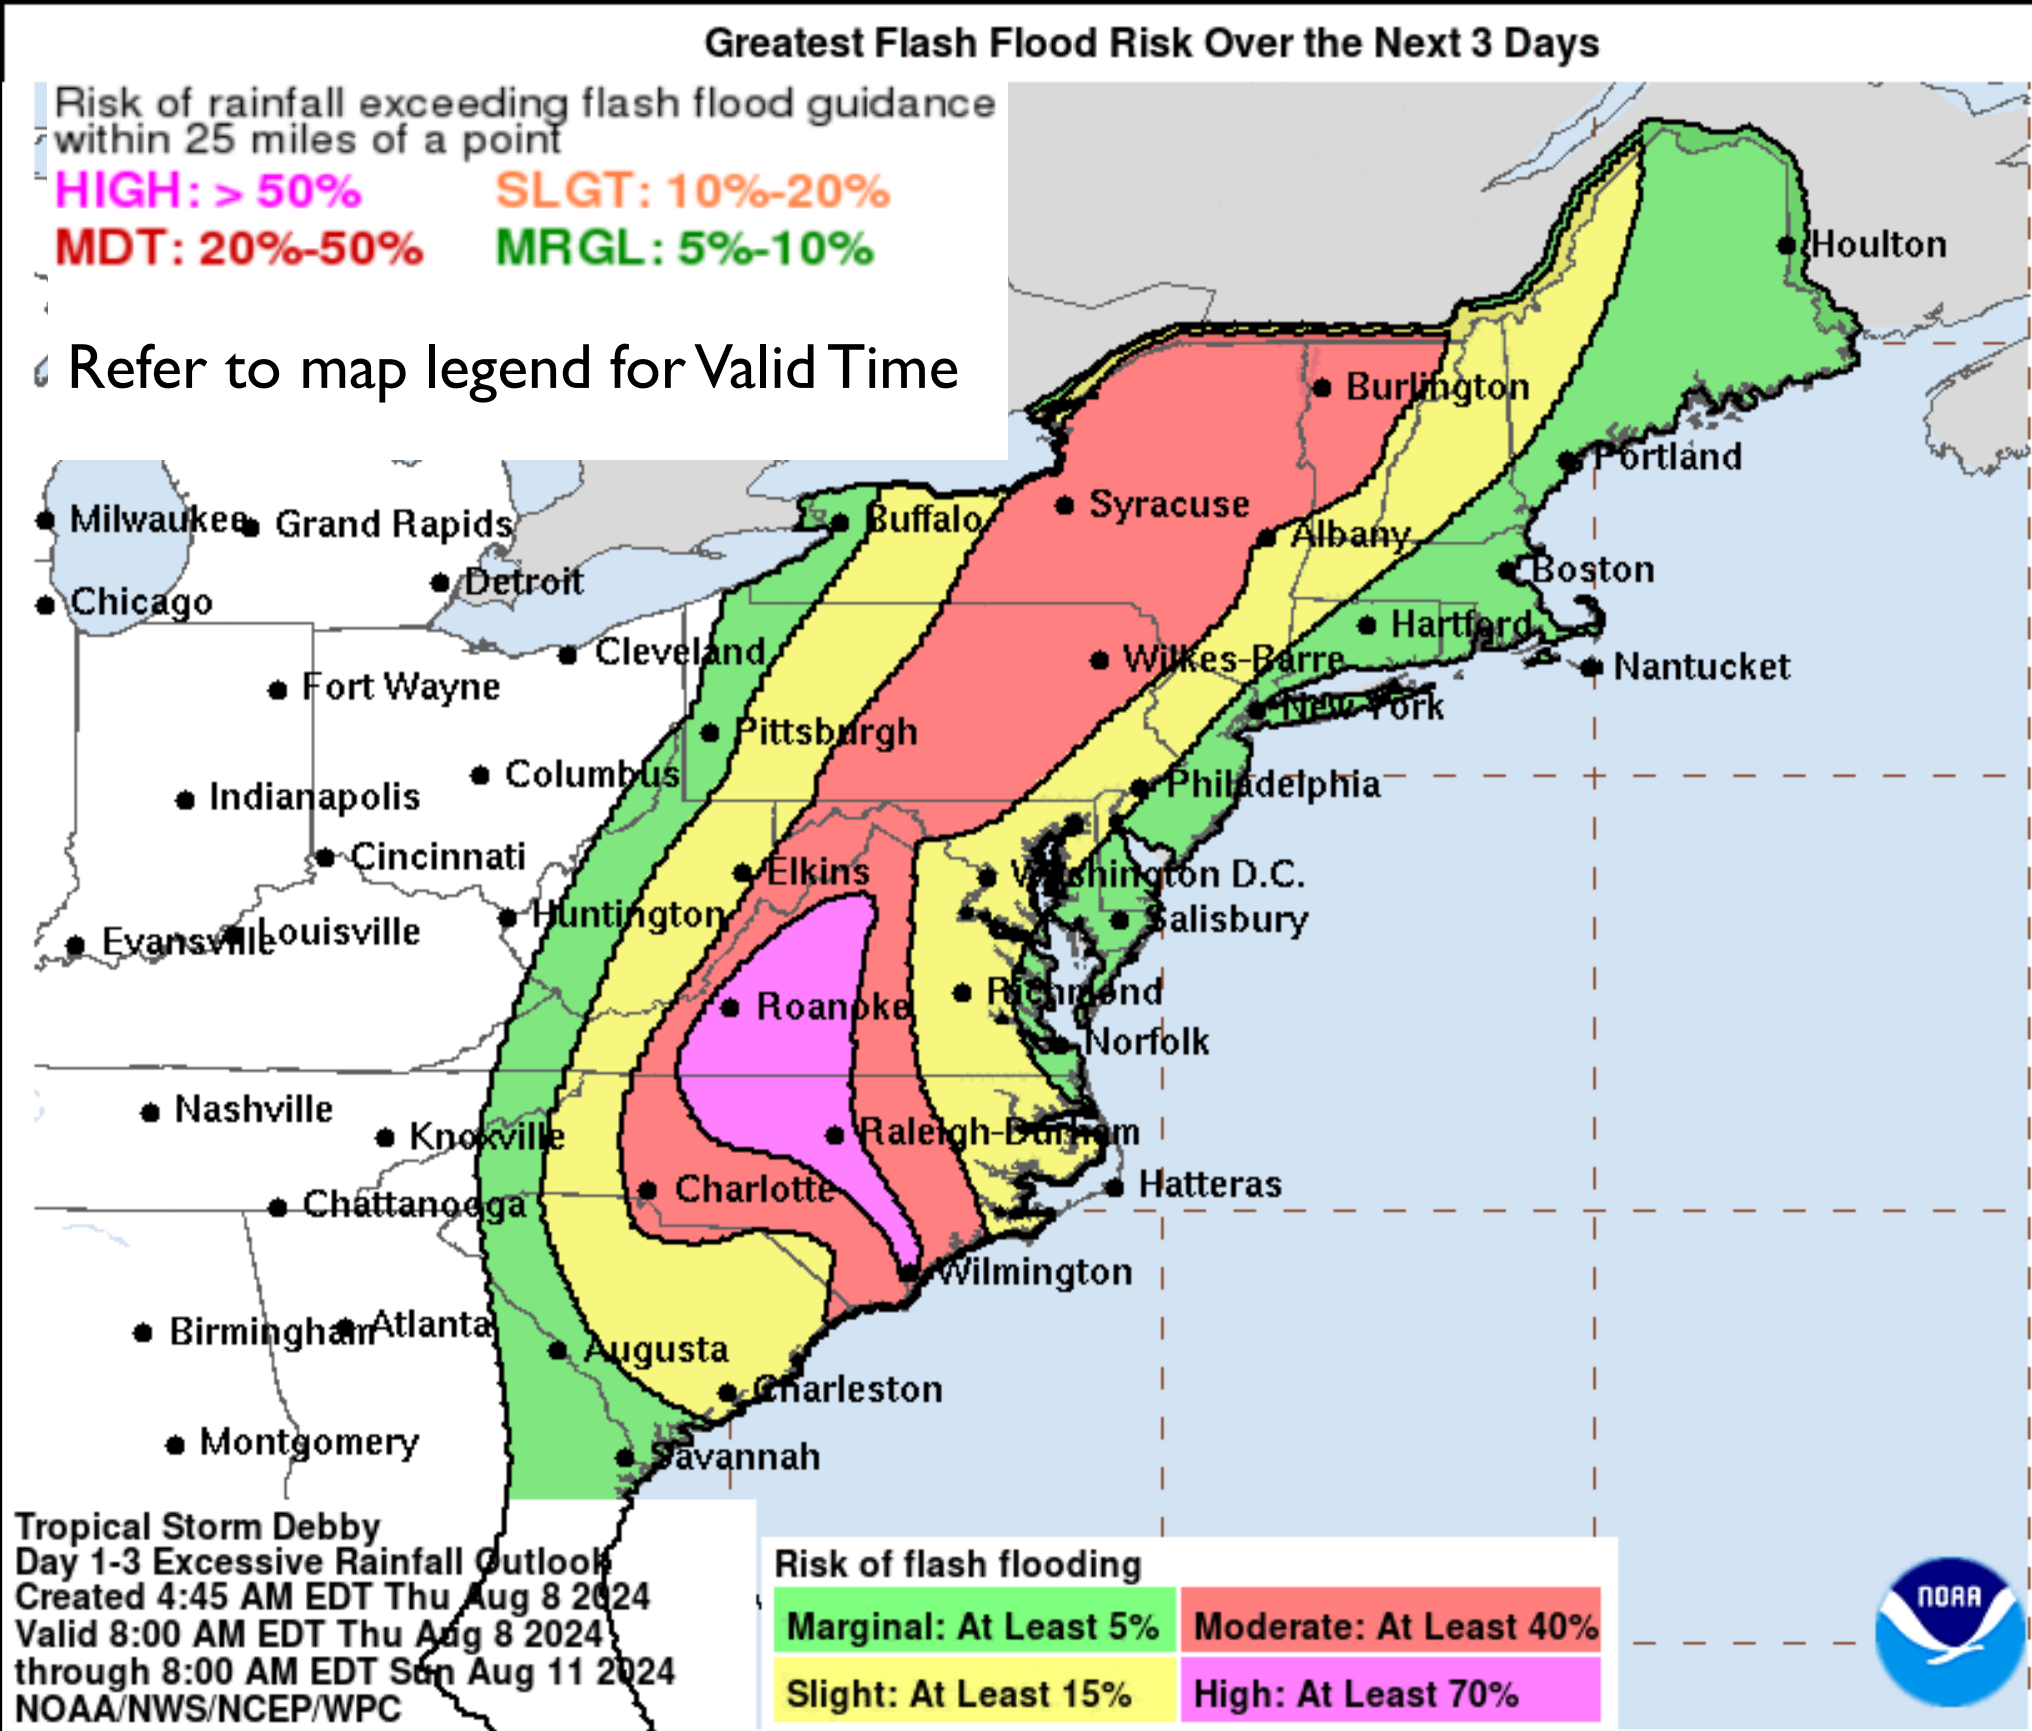 Greatest Flash Flood Risk Over the Next 3 Days
Risk of rainfall exceeding flash flood guidance
within 25 miles of a point
HIGH: > 50%
SLGT: 10%-20%
MDT: 20%-50%
MRGL: 5%-10%
Refer to map legend for Valid Time
Houlton
Burlington
Portland
Syracuse
Buffalo
Milwaukee
Grand Rapids
Albany
Boston
Detroit
Chicago
Hartford
Cleveland
Wilkes-Barre
Nantucket
Fort Wayne
New York
Pittsburgh
Columbus
Philadelphia
Indianapolis
Cincinnati
Elkins
Washington D.C.
Huntington
Salisbury
Louisville
Evansville
Richmond
Roanoke
Norfolk
Nashville
Knoxville
Raleigh-Durham
Hatteras
Charlotte
Chattanooga
Wilmington
Atlanta
Birmingham
Augusta
Charleston
Montgomery
Savannah
Tropical Storm Debby
Day 1-3 Excessive Rainfall Outlook
Created 4:45 AM EDT Thu Aug 8 2024
Valid 8:00 AM EDT Thu Aug 8 2024
through 8:00 AM EDT Sun Aug 11 2024
NOAA/NWS/NCEP/WPC
Risk of flash flooding
Marginal: At Least 5%
Moderate: At Least 40%
Slight: At Least 15%
High: At Least 70%
NOAA